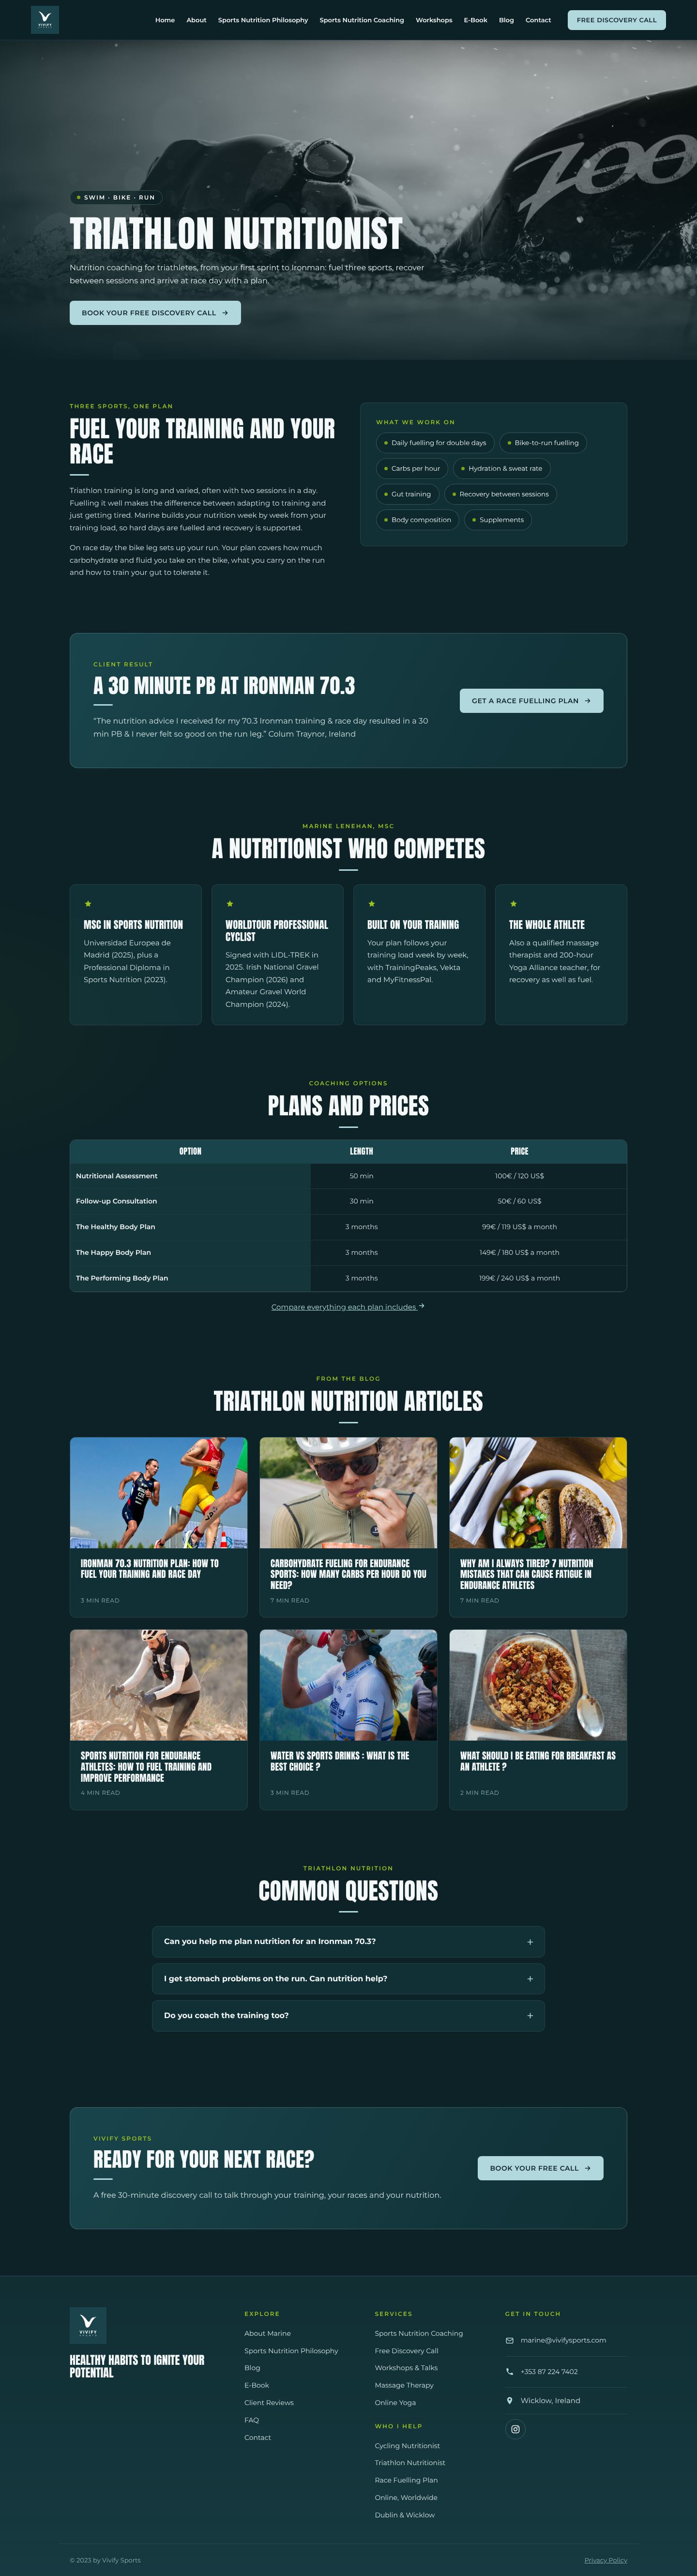 VIVIFY
Home About Sports Nutrition Philosophy Sports Nutrition Coaching Workshops E-Book Blog Contact FREE DISCOVERY CALL
SWIM · BIKE · RUN
TRIATHLON NUTRITIONIST
Nutrition coaching for triathletes, from your first sprint to Ironman: fuel three sports, recover
between sessions and arrive at race day with a plan.
BOOK YOUR FREE DISCOVERY CALL →
THREE SPORTS, ONE PLAN
FUEL YOUR TRAINING AND YOUR
RACE
Triathlon training is long and varied, often with two sessions in a day.
Fuelling it well makes the difference between adapting to training and
just getting tired. Marine builds your nutrition week by week from your
training load, so hard days are fuelled and recovery is supported.
On race day the bike leg sets up your run. Your plan covers how much
carbohydrate and fluid you take on the bike, what you carry on the run
and how to train your gut to tolerate it.
WHAT WE WORK ON
Daily fuelling for double days
Bike-to-run fuelling
Carbs per hour
Hydration & sweat rate
Gut training
Recovery between sessions
Body composition
Supplements
CLIENT RESULT
A 30 MINUTE PB AT IRONMAN 70.3
“The nutrition advice I received for my 70.3 Ironman training & race day resulted in a 30
min PB & I never felt so good on the run leg.” Colum Traynor, Ireland
GET A RACE FUELLING PLAN →
MARINE LENEHAN, MSC
A NUTRITIONIST WHO COMPETES
MSC IN SPORTS NUTRITION
Universidad Europea de
Madrid (2025), plus a
Professional Diploma in
Sports Nutrition (2023).
WORLDTOUR PROFESSIONAL
CYCLIST
Signed with LIDL-TREK in
2025. Irish National Gravel
Champion (2026) and
Amateur Gravel World
Champion (2024).
BUILT ON YOUR TRAINING
Your plan follows your
training load week by week,
with TrainingPeaks, Vekta
and MyFitnessPal.
THE WHOLE ATHLETE
Also a qualified massage
therapist and 200-hour
Yoga Alliance teacher, for
recovery as well as fuel.
COACHING OPTIONS
PLANS AND PRICES
OPTION LENGTH PRICE
Nutritional Assessment 50 min 100€ / 120 US$
Follow-up Consultation 30 min 50€ / 60 US$
The Healthy Body Plan 3 months 99€ / 119 US$ a month
The Happy Body Plan 3 months 149€ / 180 US$ a month
The Performing Body Plan 3 months 199€ / 240 US$ a month
Compare everything each plan includes →
FROM THE BLOG
TRIATHLON NUTRITION ARTICLES
IRONMAN 70.3 NUTRITION PLAN: HOW TO
FUEL YOUR TRAINING AND RACE DAY
3 MIN READ
CARBOHYDRATE FUELING FOR ENDURANCE
SPORTS: HOW MANY CARBS PER HOUR DO YOU
NEED?
7 MIN READ
WHY AM I ALWAYS TIRED? 7 NUTRITION
MISTAKES THAT CAN CAUSE FATIGUE IN
ENDURANCE ATHLETES
7 MIN READ
SPORTS NUTRITION FOR ENDURANCE
ATHLETES: HOW TO FUEL TRAINING AND
IMPROVE PERFORMANCE
4 MIN READ
WATER VS SPORTS DRINKS : WHAT IS THE
BEST CHOICE ?
3 MIN READ
WHAT SHOULD I BE EATING FOR BREAKFAST AS
AN ATHLETE ?
2 MIN READ
TRIATHLON NUTRITION
COMMON QUESTIONS
Can you help me plan nutrition for an Ironman 70.3? +
I get stomach problems on the run. Can nutrition help? +
Do you coach the training too? +
VIVIFY SPORTS
READY FOR YOUR NEXT RACE?
A free 30-minute discovery call to talk through your training, your races and your nutrition.
BOOK YOUR FREE CALL →
VIVIFY
HEALTHY HABITS TO IGNITE YOUR
POTENTIAL
EXPLORE
About Marine
Sports Nutrition Philosophy
Blog
E-Book
Client Reviews
FAQ
Contact
SERVICES
Sports Nutrition Coaching
Free Discovery Call
Workshops & Talks
Massage Therapy
Online Yoga
WHO I HELP
Cycling Nutritionist
Triathlon Nutritionist
Race Fuelling Plan
Online, Worldwide
Dublin & Wicklow
GET IN TOUCH
marine@vivifysports.com
+353 87 224 7402
Wicklow, Ireland
© 2023 by Vivify Sports
Privacy Policy